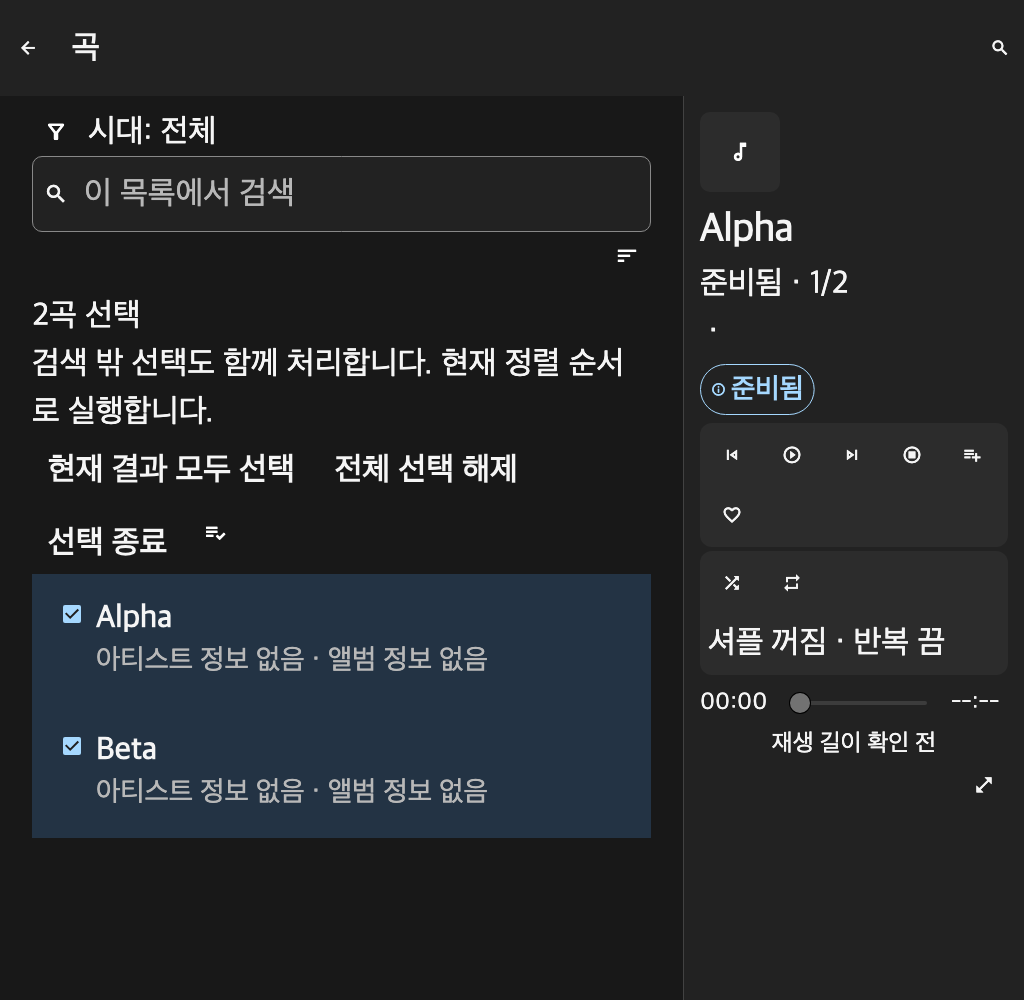 곡
시대: 전체
이 목록에서 검색
2곡 선택
검색 밖 선택도 함께 처리합니다. 현재 정렬 순서
로 실행합니다.
현재 결과 모두 선택 전체 선택 해제
선택 종료
Alpha
아티스트 정보 없음 · 앨범 정보 없음
Beta
아티스트 정보 없음 · 앨범 정보 없음
Alpha
준비됨 · 1/2
·
준비됨
셔플 꺼짐 · 반복 끔
00:00 --:--
재생 길이 확인 전